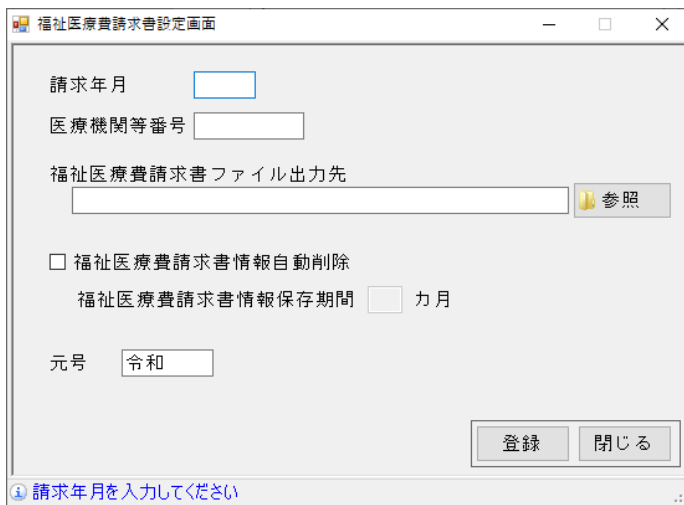 福祉医療費請求書設定画面
請求年月
医療機関等番号
福祉医療費請求書ファイル出力先
参照
福祉医療費請求書情報自動削除
福祉医療費請求書情報保存期間 カ月
元号 令和
登録 閉じる
請求年月を入力してください